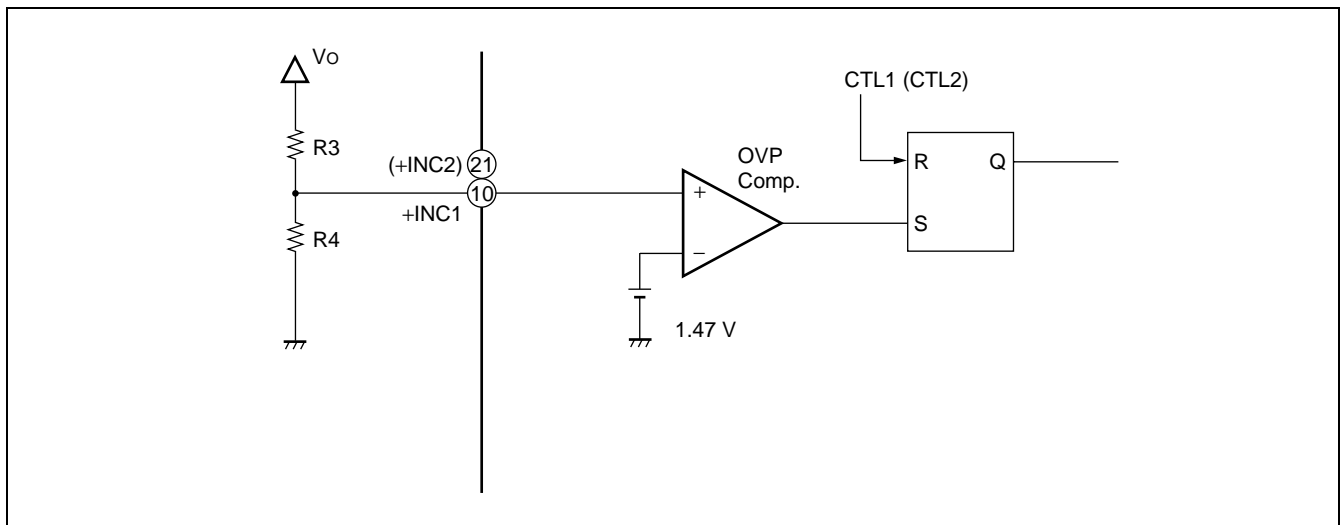 Vo
R3
R4
(+INC2) 21
10
+INC1
+
−
OVP
Comp.
1.47 V
CTL1 (CTL2)
R Q
S